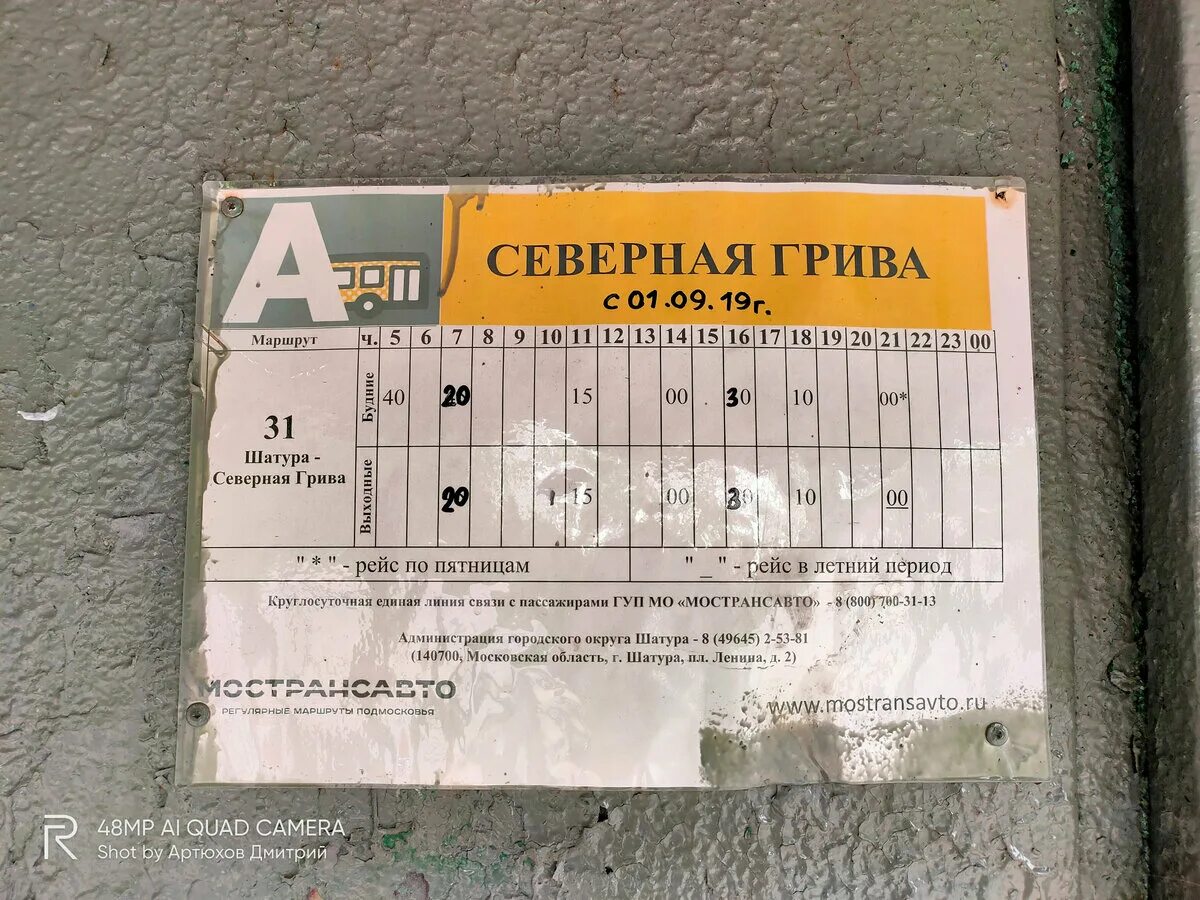 А
СЕВЕРНАЯ ГРИВА
с 01.09.19г.
Маршрут ч. 5 6 7 8 9 10 11 12 13 14 15 16 17 18 19 20 21 22 23 00
31
Шатура -
Северная Грива
Будние 40 20 15 00 30 10 00*
Выходные 20 15 00 30 10 00
" * " - рейс по пятницам " _ " - рейс в летний период
Круглосуточная единая линия связи с пассажирами ГУП МО «МОСТРАНСАВТО» - 8 (800) 700-31-13
Администрация городского округа Шатура - 8 (49645) 2-53-81
(140700, Московская область, г. Шатура, пл. Ленина, д. 2)
МОСТРАНСАВТО
РЕГУЛЯРНЫЕ МАРШРУТЫ ПОДМОСКОВЬЯ
www.mostransavto.ru
R 48MP AI QUAD CAMERA
Shot by Артюхов Дмитрий